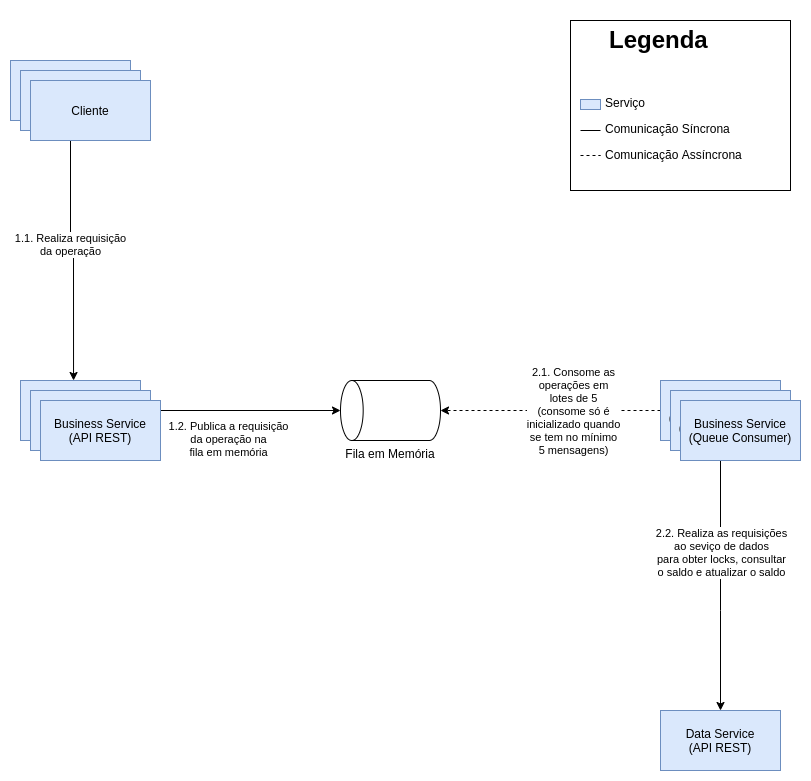 Legenda
Serviço
Comunicação Síncrona
Comunicação Assíncrona
Cliente
1.1. Realiza requisição
da operação
Business Service
(API REST)
1.2. Publica a requisição
da operação na
fila em memória
Fila em Memória
2.1. Consome as
operações em
lotes de 5
(consome só é
inicializado quando
se tem no mínimo
5 mensagens)
Business Service
(Queue Consumer)
2.2. Realiza as requisições
ao seviço de dados
para obter locks, consultar
o saldo e atualizar o saldo
Data Service
(API REST)